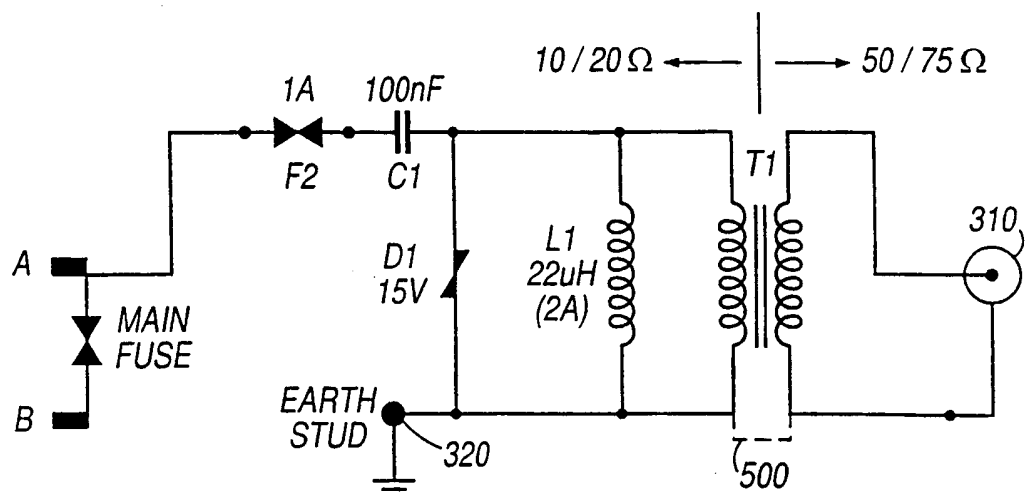 10 / 20 Ω
50 / 75 Ω
1A
100nF
F2
C1
T1
310
A
D1
15V
L1
22uH
(2A)
MAIN
FUSE
B
EARTH
STUD
320
500